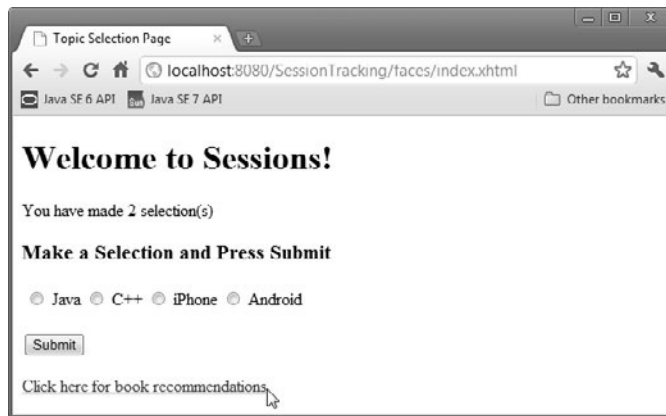 Topic Selection Page
localhost:8080/SessionTracking/faces/index.xhtml
Java SE 6 API Sun Java SE 7 API Other bookmarks
Welcome to Sessions!
You have made 2 selection(s)
Make a Selection and Press Submit
Java C++ iPhone Android
Submit
Click here for book recommendations